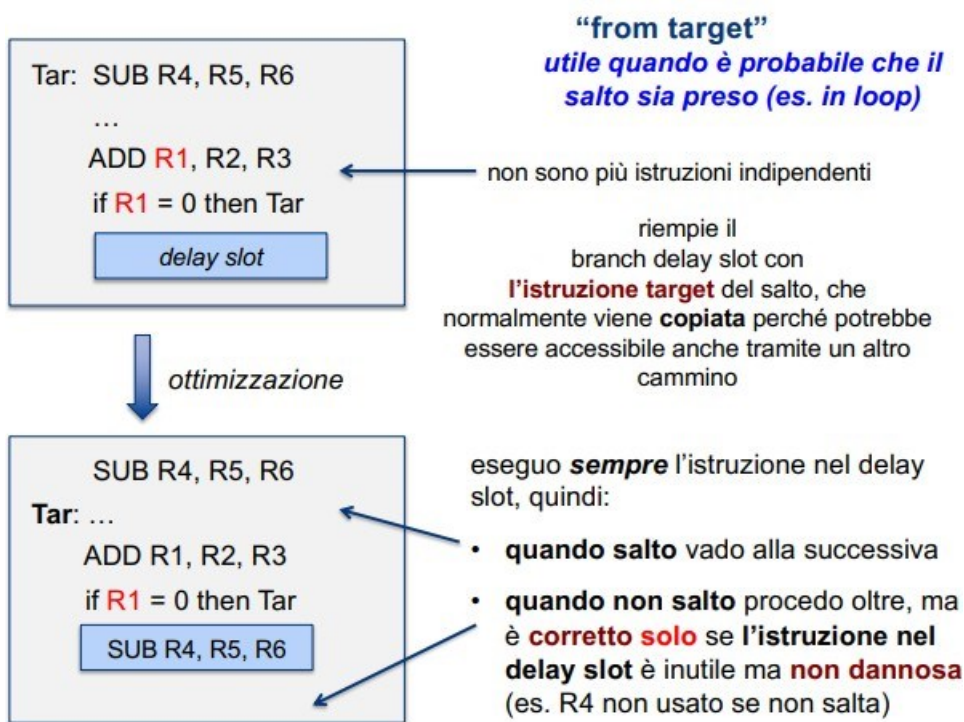 “from target”
utile quando è probabile che il
salto sia preso (es. in loop)
Tar: SUB R4, R5, R6
…
ADD R1, R2, R3
if R1 = 0 then Tar
delay slot
non sono più istruzioni indipendenti
riempie il
branch delay slot con
l’istruzione target del salto, che
normalmente viene copiata perché potrebbe
essere accessibile anche tramite un altro
cammino
ottimizzazione
SUB R4, R5, R6
Tar: …
ADD R1, R2, R3
if R1 = 0 then Tar
SUB R4, R5, R6
eseguo sempre l’istruzione nel delay
slot, quindi:
• quando salto vado alla successiva
• quando non salto procedo oltre, ma
è corretto solo se l’istruzione nel
delay slot è inutile ma non dannosa
(es. R4 non usato se non salta)